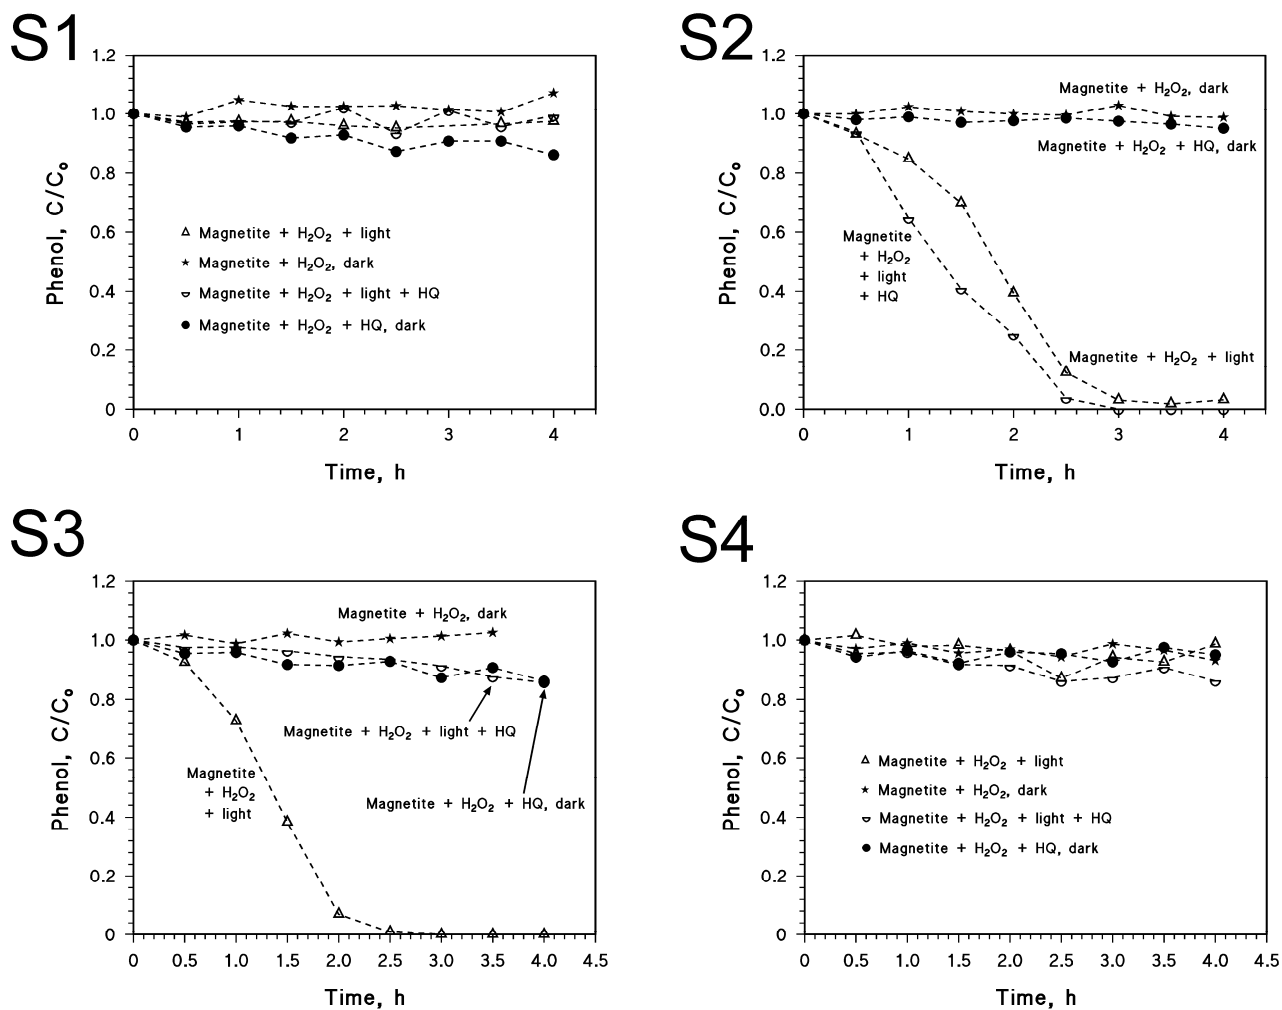 S1
1.2
1.0
0.8
0.6
0.4
0.2
0
Phenol, C/C₀
△ Magnetite + H₂O₂ + light
★ Magnetite + H₂O₂, dark
Magnetite + H₂O₂ + light + HQ
● Magnetite + H₂O₂ + HQ, dark
0 1 2 3 4
Time, h
S2
1.2
1.0
0.8
0.6
0.4
0.2
0.0
Phenol, C/C₀
Magnetite + H₂O₂, dark
Magnetite + H₂O₂ + HQ, dark
Magnetite
+ H₂O₂
+ light
+ HQ
Magnetite + H₂O₂ + light
0 1 2 3 4
Time, h
S3
1.2
1.0
0.8
0.6
0.4
0.2
0
Phenol, C/C₀
Magnetite + H₂O₂, dark
Magnetite + H₂O₂ + light + HQ
Magnetite
+ H₂O₂
+ light
Magnetite + H₂O₂ + HQ, dark
0 0.5 1.0 1.5 2.0 2.5 3.0 3.5 4.0 4.5
Time, h
S4
1.2
1.0
0.8
0.6
0.4
0.2
0
Phenol, C/C₀
△ Magnetite + H₂O₂ + light
★ Magnetite + H₂O₂, dark
Magnetite + H₂O₂ + light + HQ
● Magnetite + H₂O₂ + HQ, dark
0 0.5 1.0 1.5 2.0 2.5 3.0 3.5 4.0 4.5
Time, h